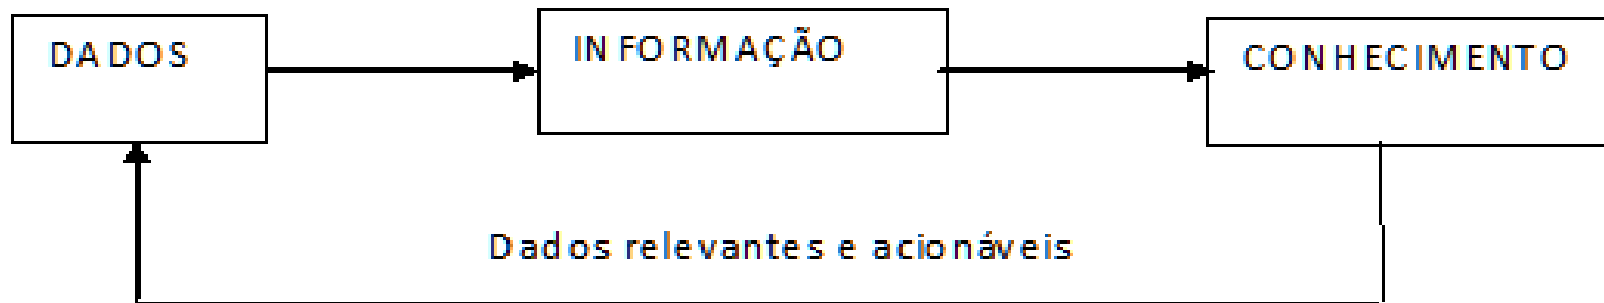 DADOS
INFORMAÇÃO
CONHECIMENTO
Dados relevantes e acionáveis